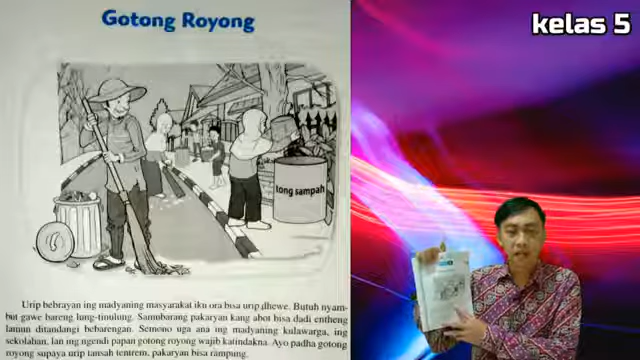 Gotong Royong
kelas 5
tong sampah
Urip bebrayan ing madyaning masyarakat iku ora bisa urip dhewe. Butuh nyam-
but gawe bareng lung-tinulung. Samubarang pakaryan kang abot bisa dadi entheng
lamun ditandangi bebarengan. Semono uga ana ing madyaning kulawarga, ing
sekolahan, lan ing ngendi papan gotong royong wajib katindakna. Ayo padha gotong
royong supaya urip tansah tentrem, pakaryan bisa rampung.